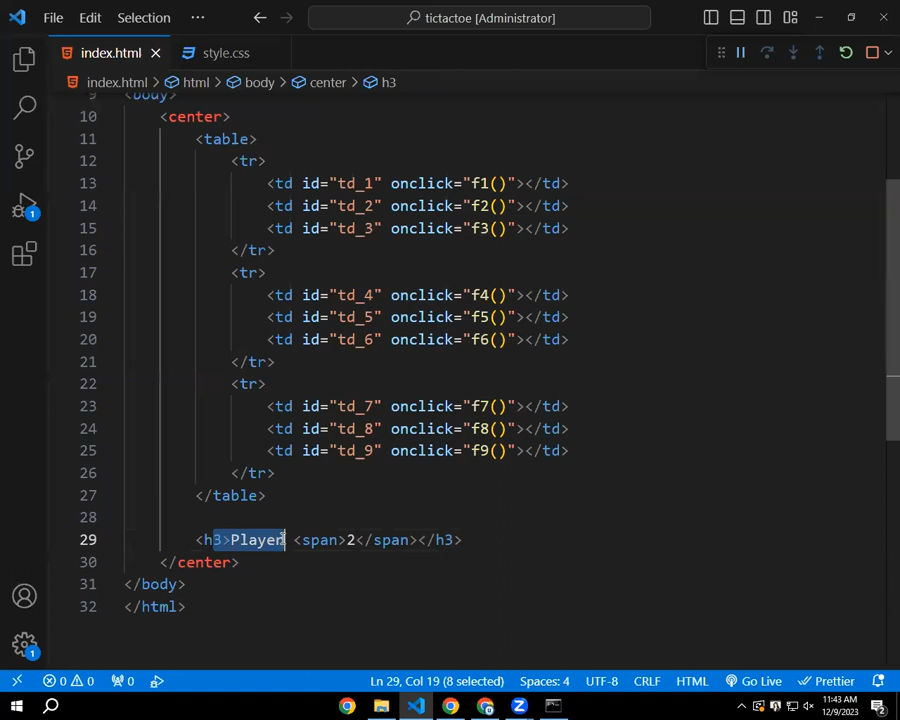 File Edit Selection ··· tictactoe [Administrator]
index.html style.css
index.html > html > body > center > h3
9 <body>
10 <center>
11 <table>
12 <tr>
13 <td id="td_1" onclick="f1()"></td>
14 <td id="td_2" onclick="f2()"></td>
15 <td id="td_3" onclick="f3()"></td>
16 </tr>
17 <tr>
18 <td id="td_4" onclick="f4()"></td>
19 <td id="td_5" onclick="f5()"></td>
20 <td id="td_6" onclick="f6()"></td>
21 </tr>
22 <tr>
23 <td id="td_7" onclick="f7()"></td>
24 <td id="td_8" onclick="f8()"></td>
25 <td id="td_9" onclick="f9()"></td>
26 </tr>
27 </table>
28
29 <h3>Player <span>2</span></h3>
30 </center>
31 </body>
32 </html>
1
1
0 0 0 Ln 29, Col 19 (8 selected) Spaces: 4 UTF-8 CRLF HTML Go Live Prettier
11:43 AM
12/9/2023
2